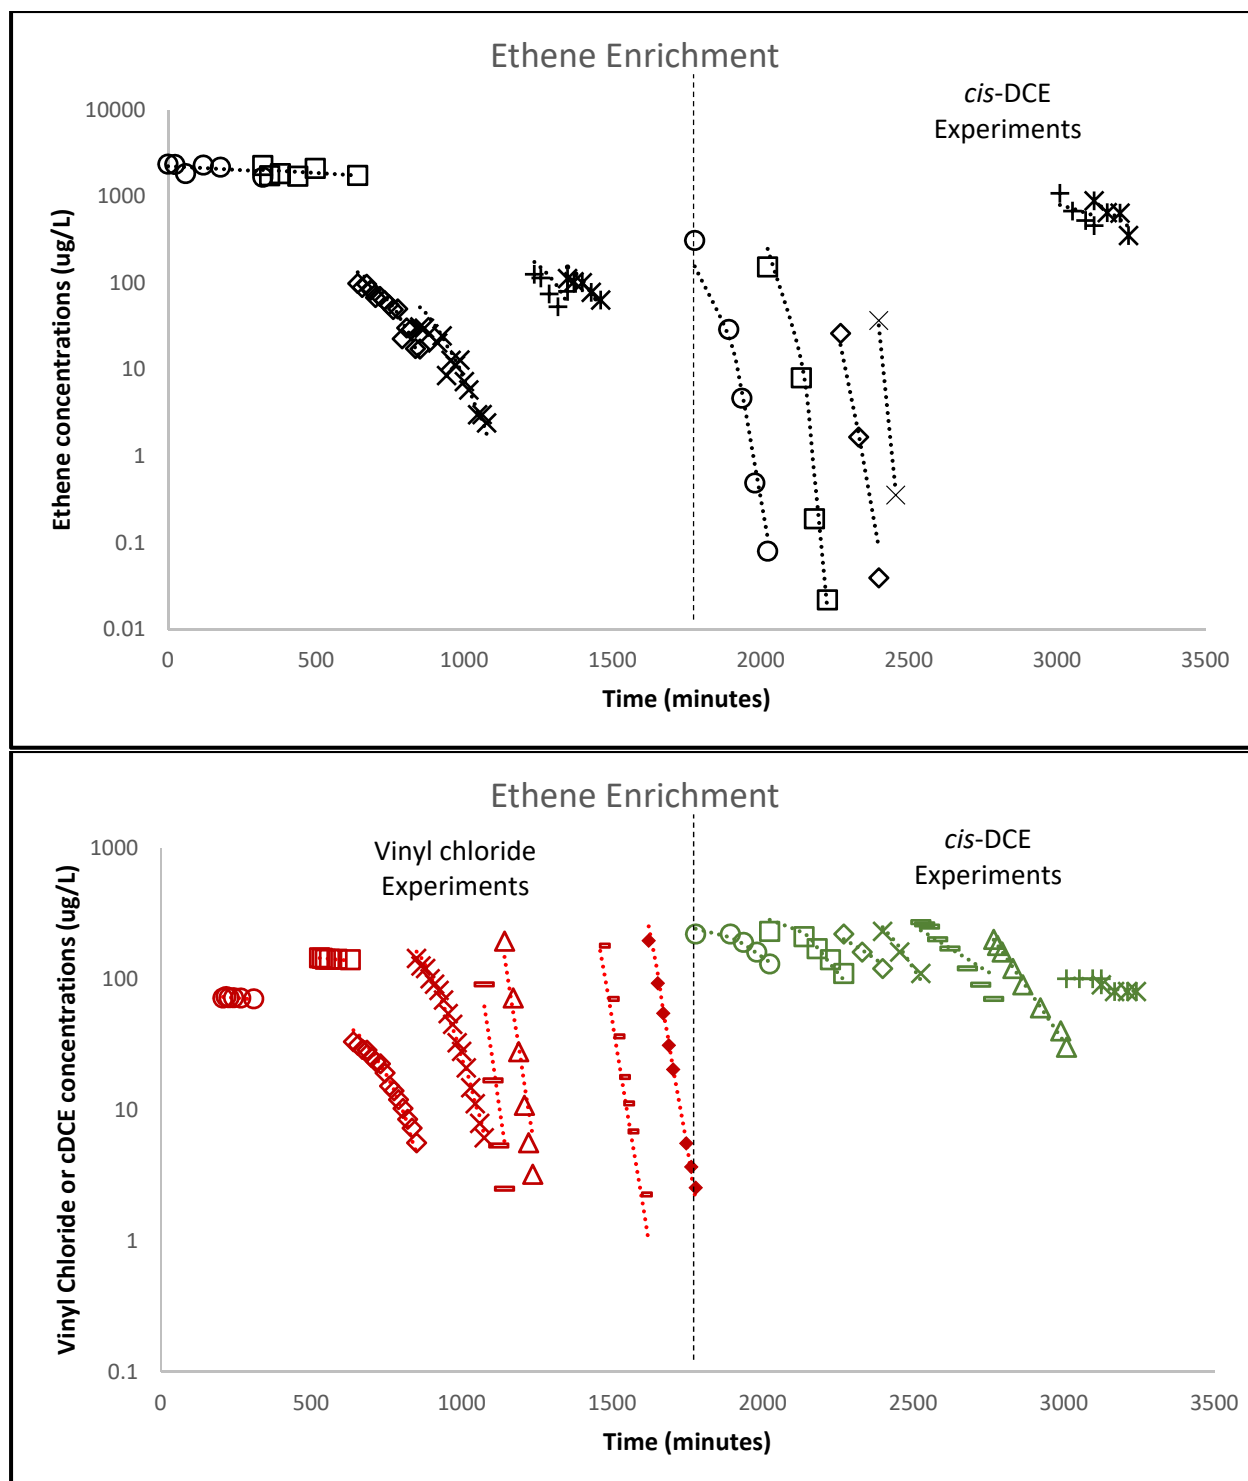 Ethene Enrichment
cis-DCE
Experiments
10000
1000
100
10
1
0.1
0.01
Ethene concentrations (ug/L)
0 500 1000 1500 2000 2500 3000 3500
Time (minutes)
Ethene Enrichment
Vinyl chloride
Experiments
cis-DCE
Experiments
1000
100
10
1
0.1
Vinyl Chloride or cDCE concentrations (ug/L)
0 500 1000 1500 2000 2500 3000 3500
Time (minutes)